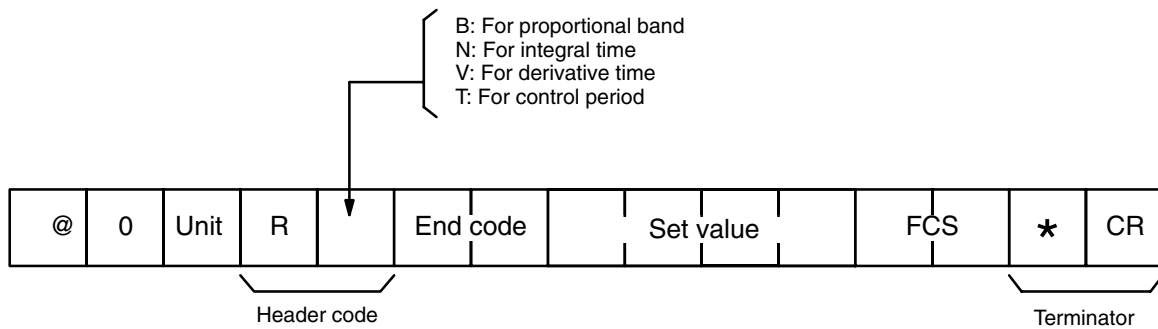 B: For proportional band
N: For integral time
V: For derivative time
T: For control period
@ 0 Unit R End code Set value FCS * CR
Header code Terminator